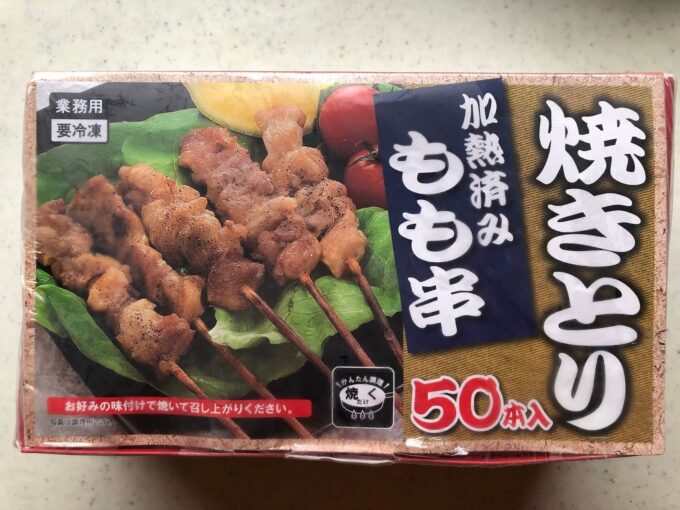 焼きとり
加熱済み
もも串
50本入
業務用
要冷凍
かんたん調理
焼く
だけ
お好みの味付けで焼いて召し上がりください。